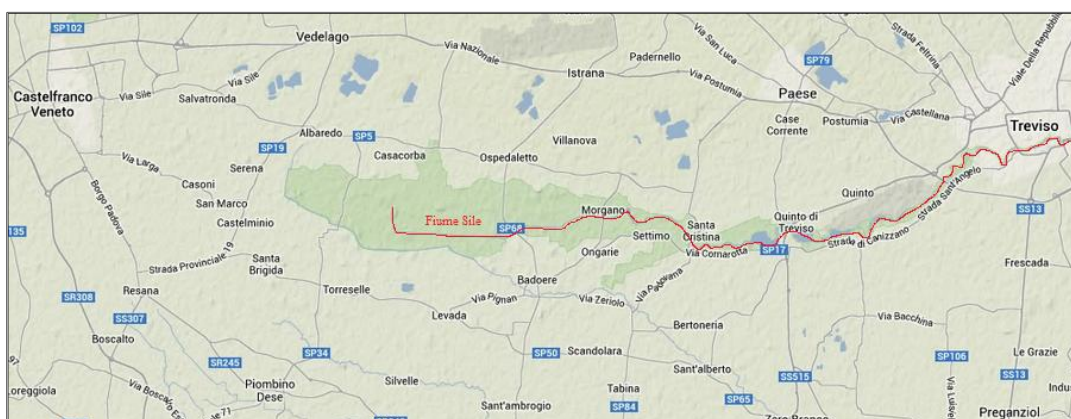 SP102
Vedelago
Via Nazionale
Padernello
Via San Luca
SP79
Strada Feltrina
Viale Della Repubbl
Castelfranco
Veneto
Via Sile
Via Sile
Salvatronda
Istrana
Via Postumia
Paese
Case
Corrente
Postumia
Via Castellana
Treviso
Albaredo
SP5
Villanova
SP19
Casacorba
Ospedaletto
Via Larga
Serena
Casoni
San Marco
Castelminio
Borgo Padova
135
Fiume Sile
SP68
Morgano
Settimo
Santa
Cristina
Quinto
Quinto di
Treviso
Strada Sant'Angelo
Strada di Canizzano
SS13
Via Cornarotta
SP17
Ongarie
Strada Provinciale 19
Santa
Brigida
Frescada
SR308
Resana
Torreselle
Badoere
Via Pignan
Via Zeriolo
Via Padovana
SS307
Levada
Bertoneria
Via Bacchina
Boscalto
SR245
SP34
SP50
Scandolara
SP106
Le Grazie
Loreggiola
Piombino
Dese
Silvelle
Sant'alberto
SS515
SS13
Tabina
Sant'ambrogio
SP84
SP65
Preganziol